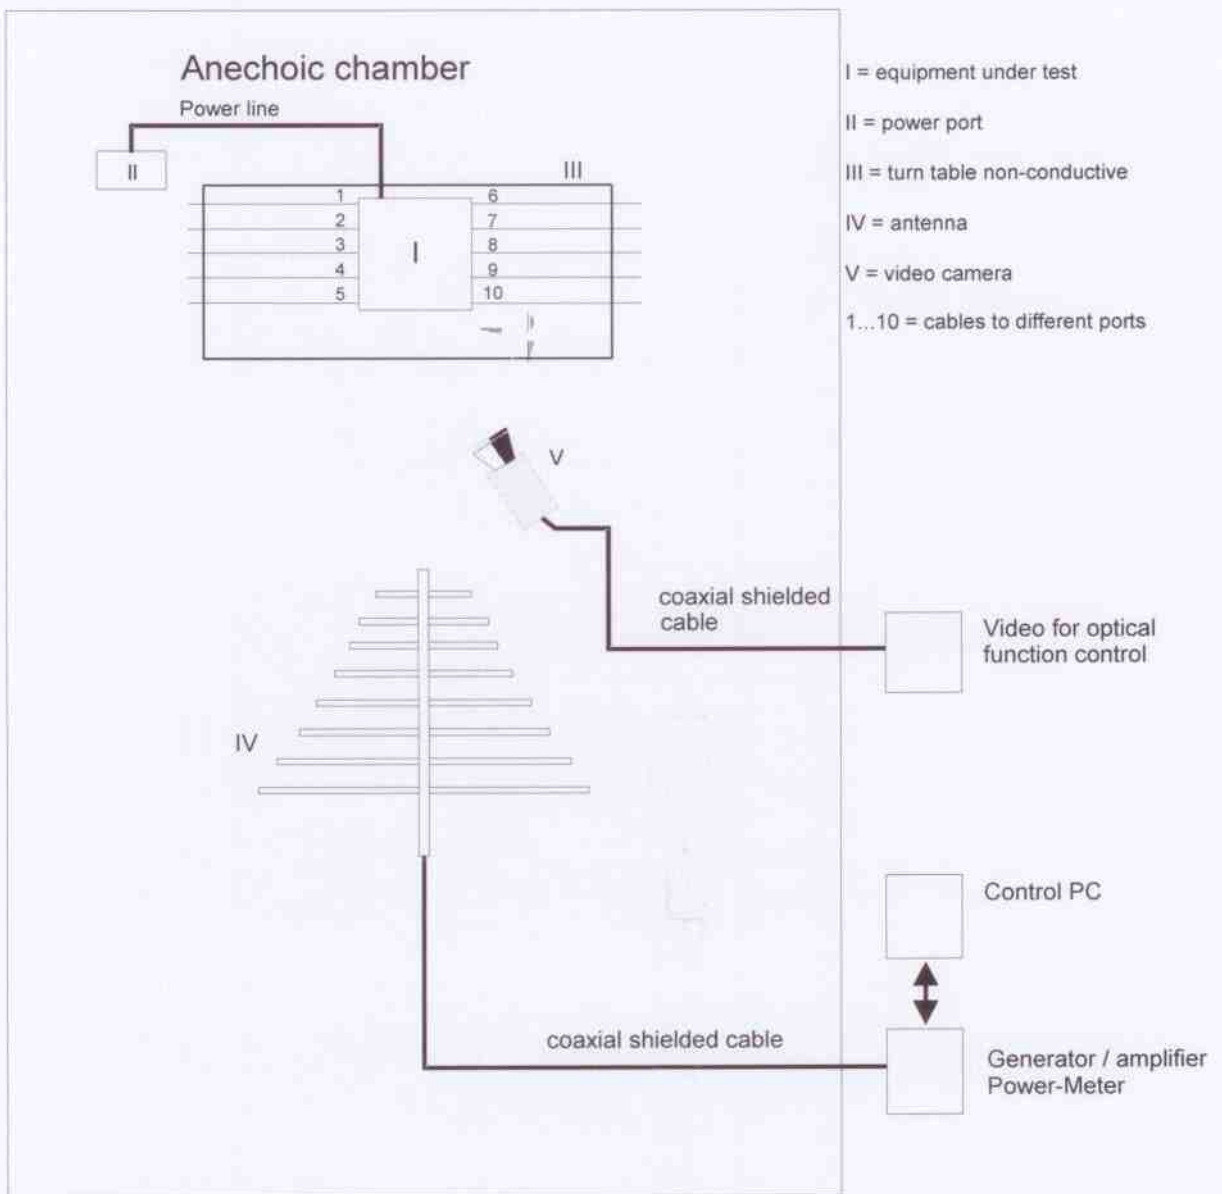 Anechoic chamber
Power line
II
III
1
2
3
4
5
I
6
7
8
9
10
I = equipment under test
II = power port
III = turn table non-conductive
IV = antenna
V = video camera
1...10 = cables to different ports
V
coaxial shielded
cable
Video for optical
function control
IV
Control PC
coaxial shielded cable
Generator / amplifier
Power-Meter